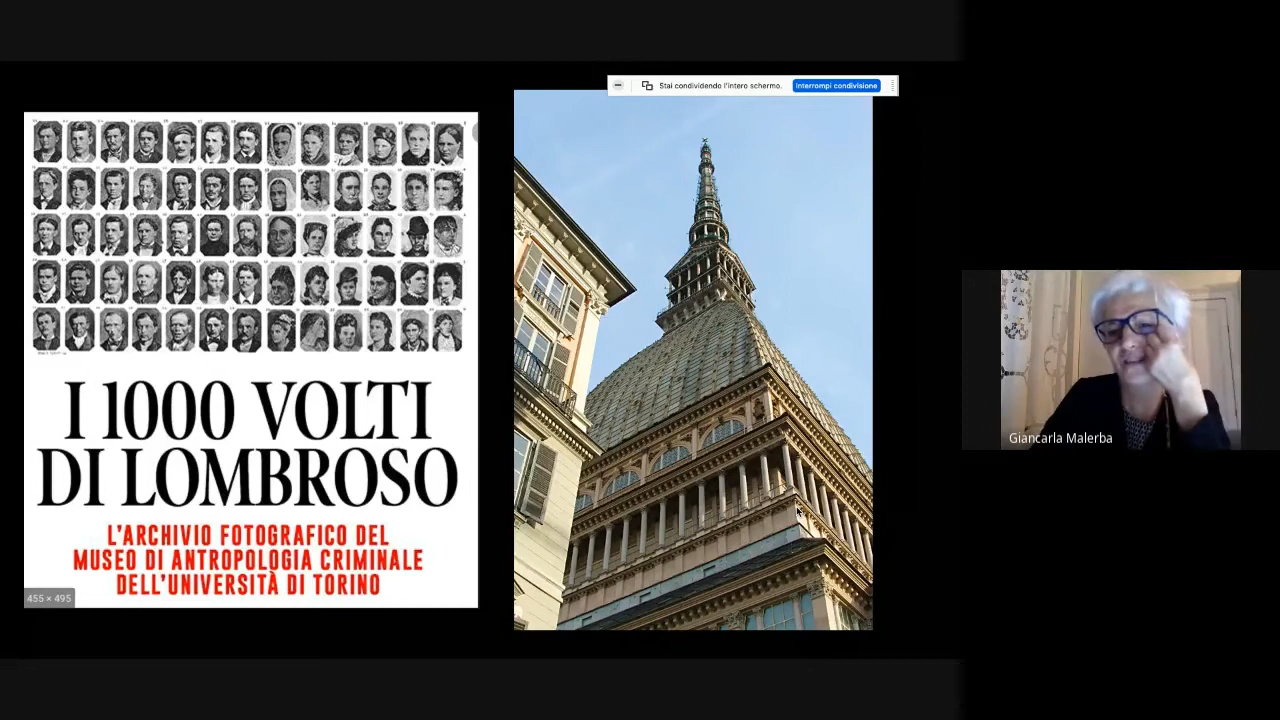 Stai condividendo l'intero schermo.
Interrompi condivisione
I 1000 VOLTI
DI LOMBROSO
L'ARCHIVIO FOTOGRAFICO DEL
MUSEO DI ANTROPOLOGIA CRIMINALE
DELL'UNIVERSITÀ DI TORINO
455 × 495
Giancarla Malerba